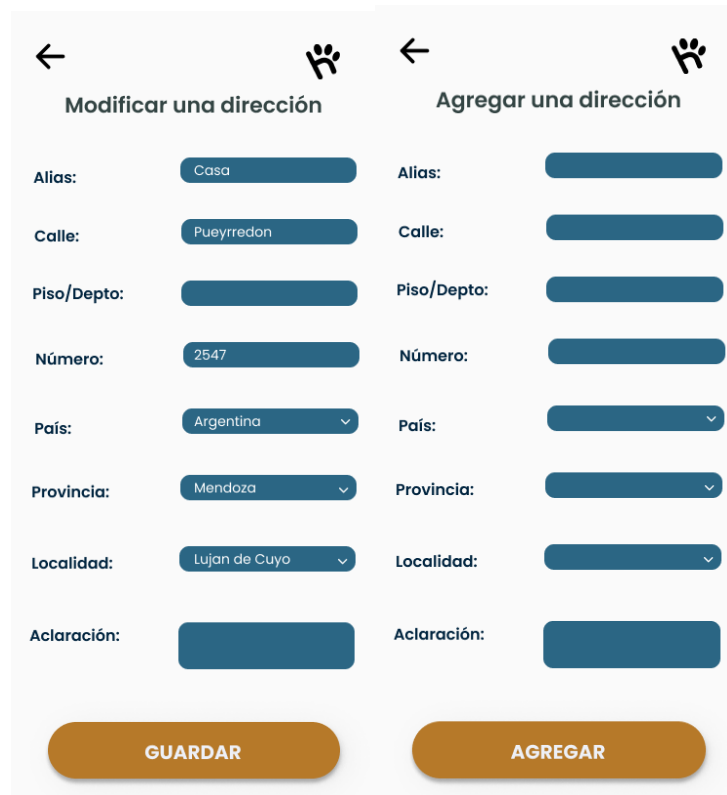 Modificar una dirección
Alias: Casa
Calle: Pueyrredon
Piso/Depto:
Número: 2547
País: Argentina
Provincia: Mendoza
Localidad: Lujan de Cuyo
Aclaración:
GUARDAR
Agregar una dirección
Alias:
Calle:
Piso/Depto:
Número:
País:
Provincia:
Localidad:
Aclaración:
AGREGAR